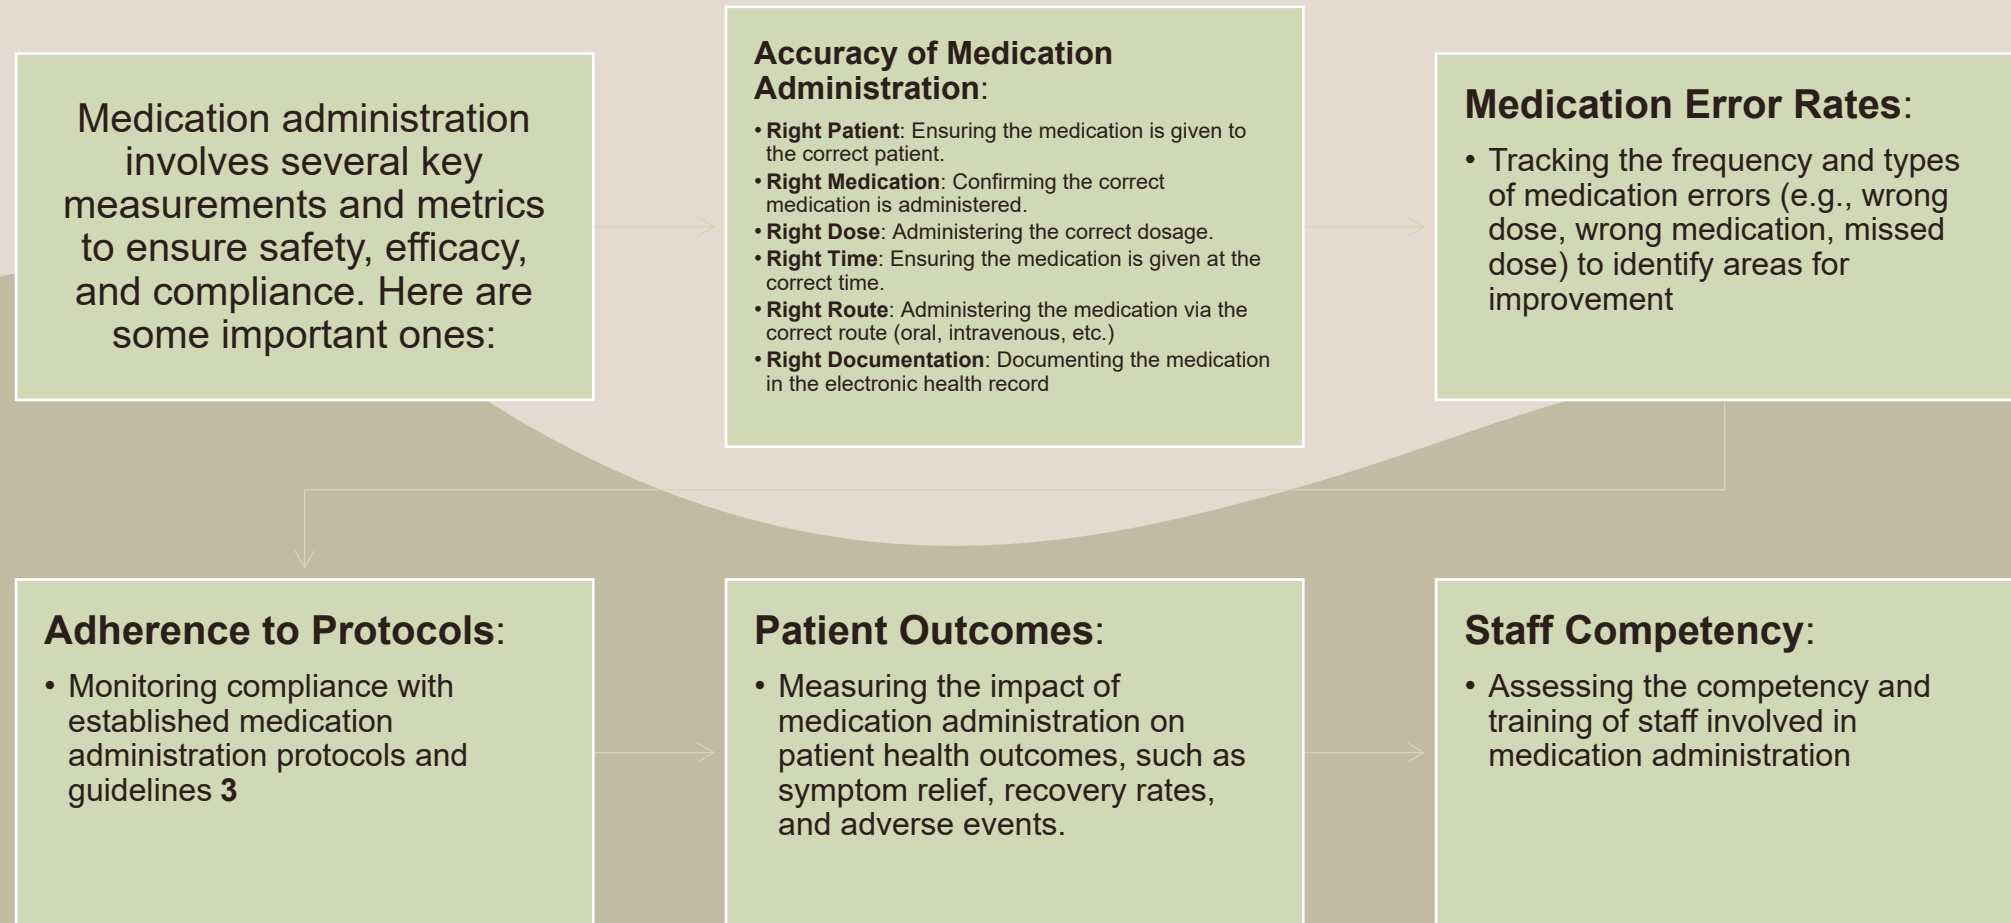 Medication administration
involves several key
measurements and metrics
to ensure safety, efficacy,
and compliance. Here are
some important ones:
Accuracy of Medication
Administration:
• Right Patient: Ensuring the medication is given to
the correct patient.
• Right Medication: Confirming the correct
medication is administered.
• Right Dose: Administering the correct dosage.
• Right Time: Ensuring the medication is given at the
correct time.
• Right Route: Administering the medication via the
correct route (oral, intravenous, etc.)
• Right Documentation: Documenting the medication
in the electronic health record
Medication Error Rates:
• Tracking the frequency and types
of medication errors (e.g., wrong
dose, wrong medication, missed
dose) to identify areas for
improvement
Adherence to Protocols:
• Monitoring compliance with
established medication
administration protocols and
guidelines 3
Patient Outcomes:
• Measuring the impact of
medication administration on
patient health outcomes, such as
symptom relief, recovery rates,
and adverse events.
Staff Competency:
• Assessing the competency and
training of staff involved in
medication administration